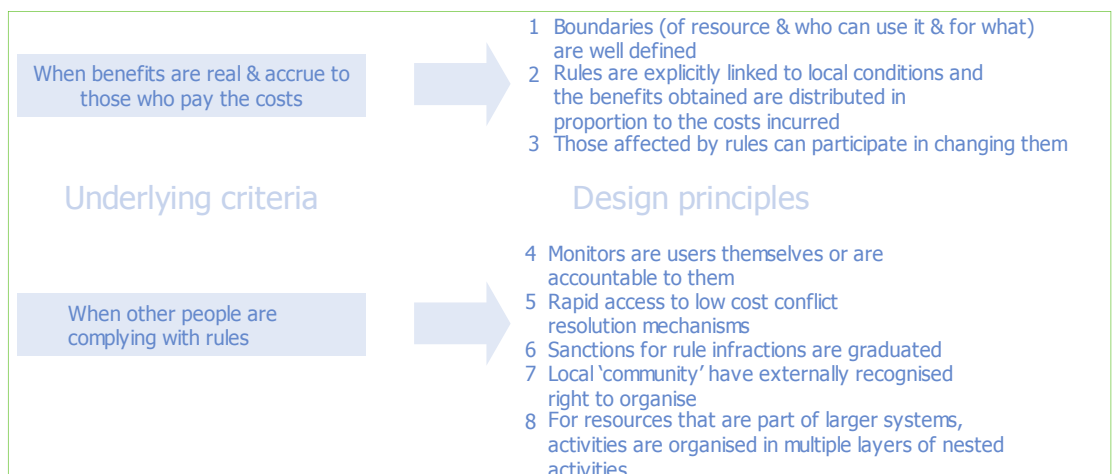 When benefits are real & accrue to
those who pay the costs
1 Boundaries (of resource & who can use it & for what)
are well defined
2 Rules are explicitly linked to local conditions and
the benefits obtained are distributed in
proportion to the costs incurred
3 Those affected by rules can participate in changing them
Underlying criteria
Design principles
When other people are
complying with rules
4 Monitors are users themselves or are
accountable to them
5 Rapid access to low cost conflict
resolution mechanisms
6 Sanctions for rule infractions are graduated
7 Local ‘community’ have externally recognised
right to organise
8 For resources that are part of larger systems,
activities are organised in multiple layers of nested
activities